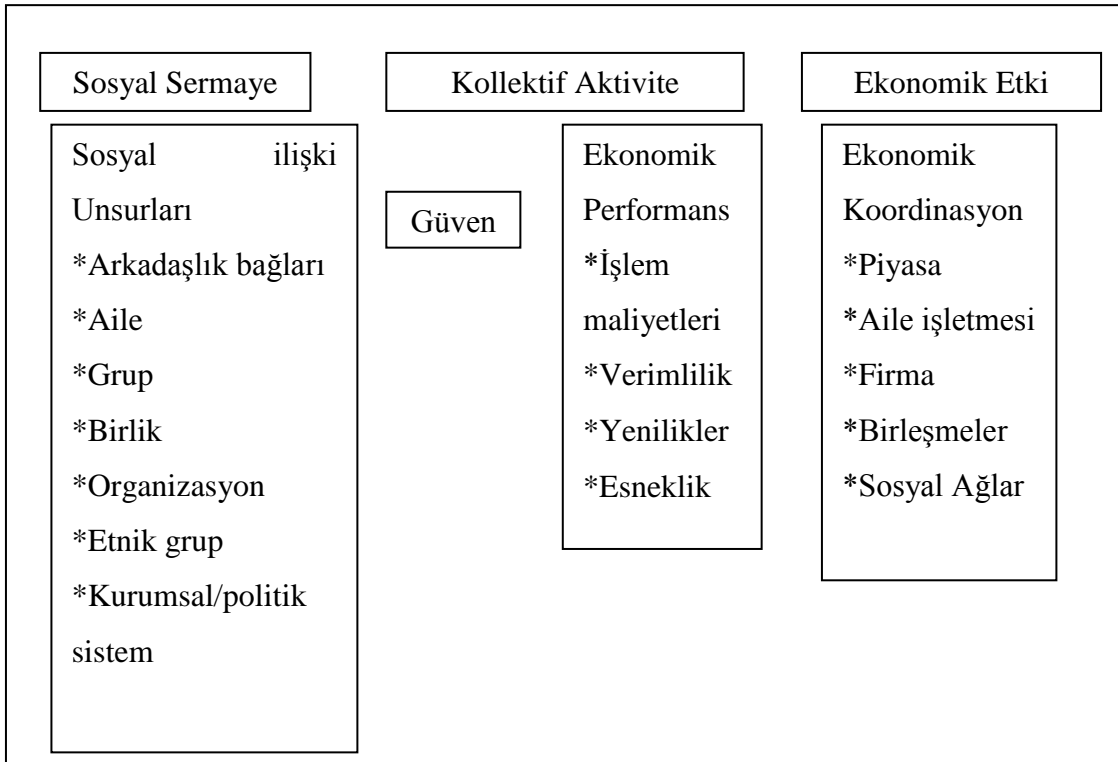 Sosyal Sermaye
Kollektif Aktivite
Ekonomik Etki
Sosyal ilişki
Unsurları
*Arkadaşlık bağları
*Aile
*Grup
*Birlik
*Organizasyon
*Etnik grup
*Kurumsal/politik
sistem
Güven
Ekonomik
Performans
*İşlem
maliyetleri
*Verimlilik
*Yenilikler
*Esneklik
Ekonomik
Koordinasyon
*Piyasa
*Aile işletmesi
*Firma
*Birleşmeler
*Sosyal Ağlar